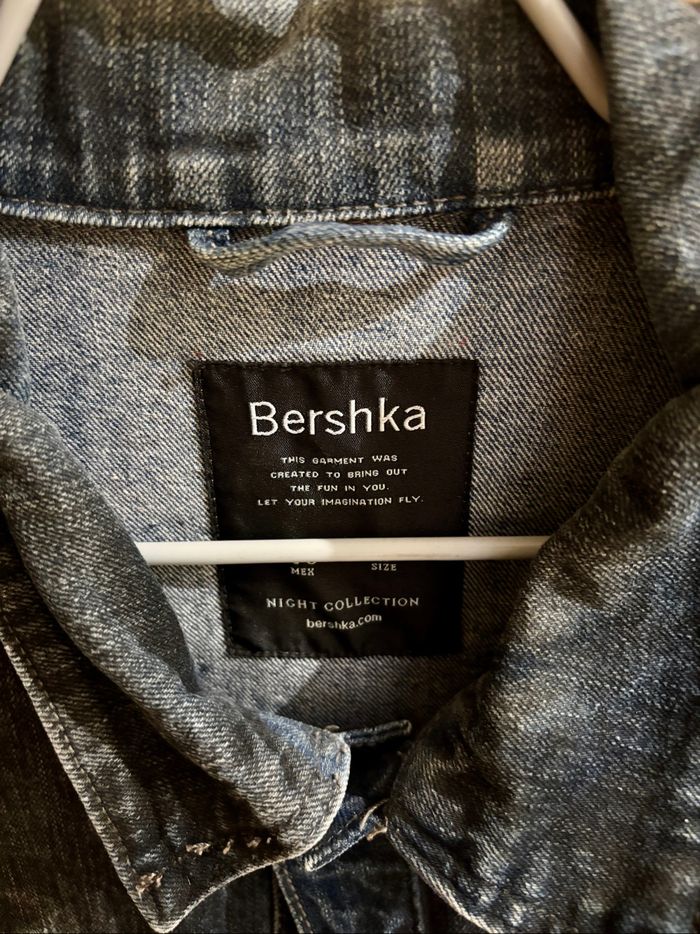 Bershka
THIS GARMENT WAS
CREATED TO BRING OUT
THE FUN IN YOU.
LET YOUR IMAGINATION FLY.
MEX SIZE
NIGHT COLLECTION
bershka.com